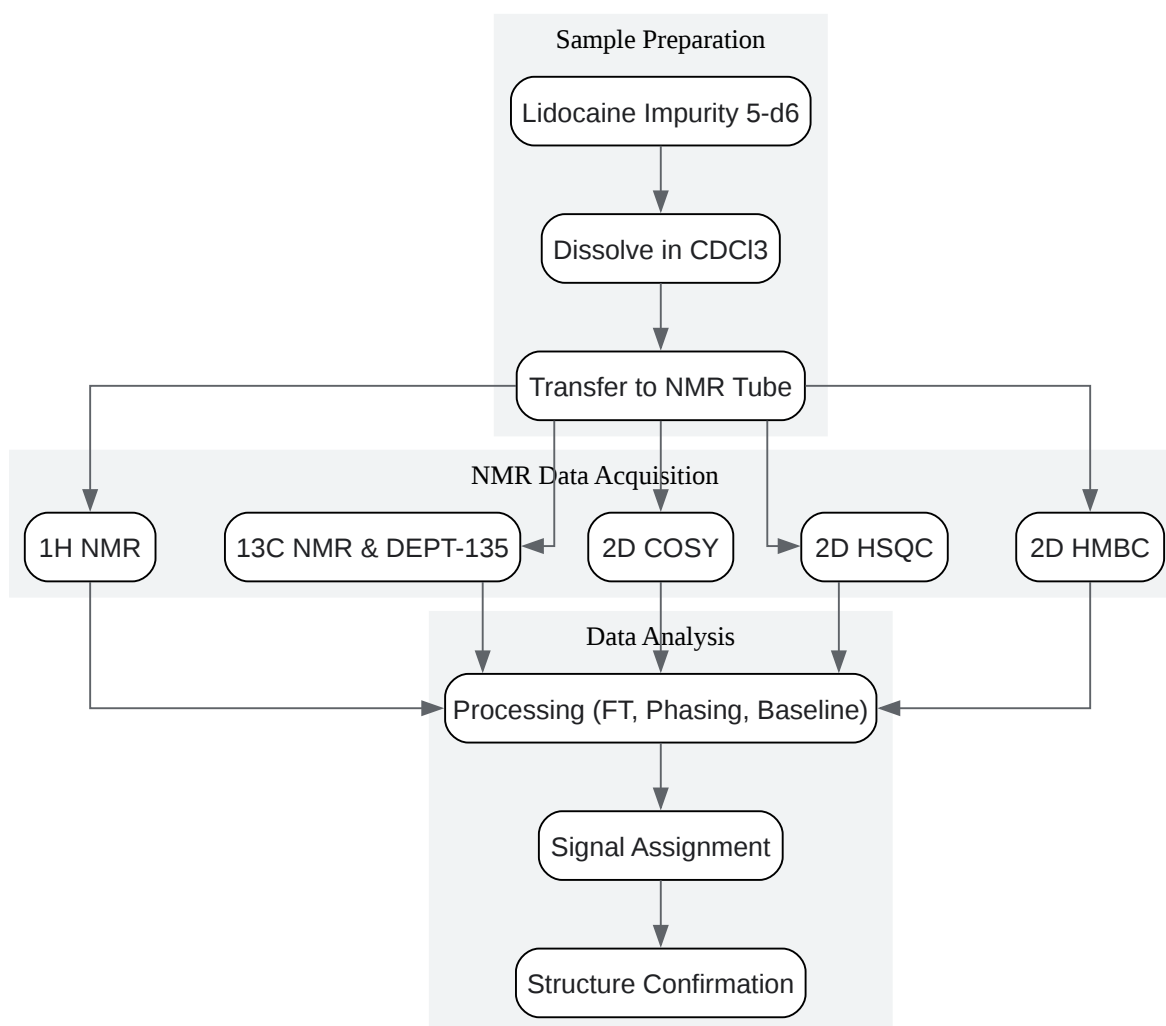 Sample Preparation
Lidocaine Impurity 5-d6
Dissolve in CDCl3
Transfer to NMR Tube
NMR Data Acquisition
1H NMR
13C NMR & DEPT-135
2D COSY
2D HSQC
2D HMBC
Data Analysis
Processing (FT, Phasing, Baseline)
Signal Assignment
Structure Confirmation